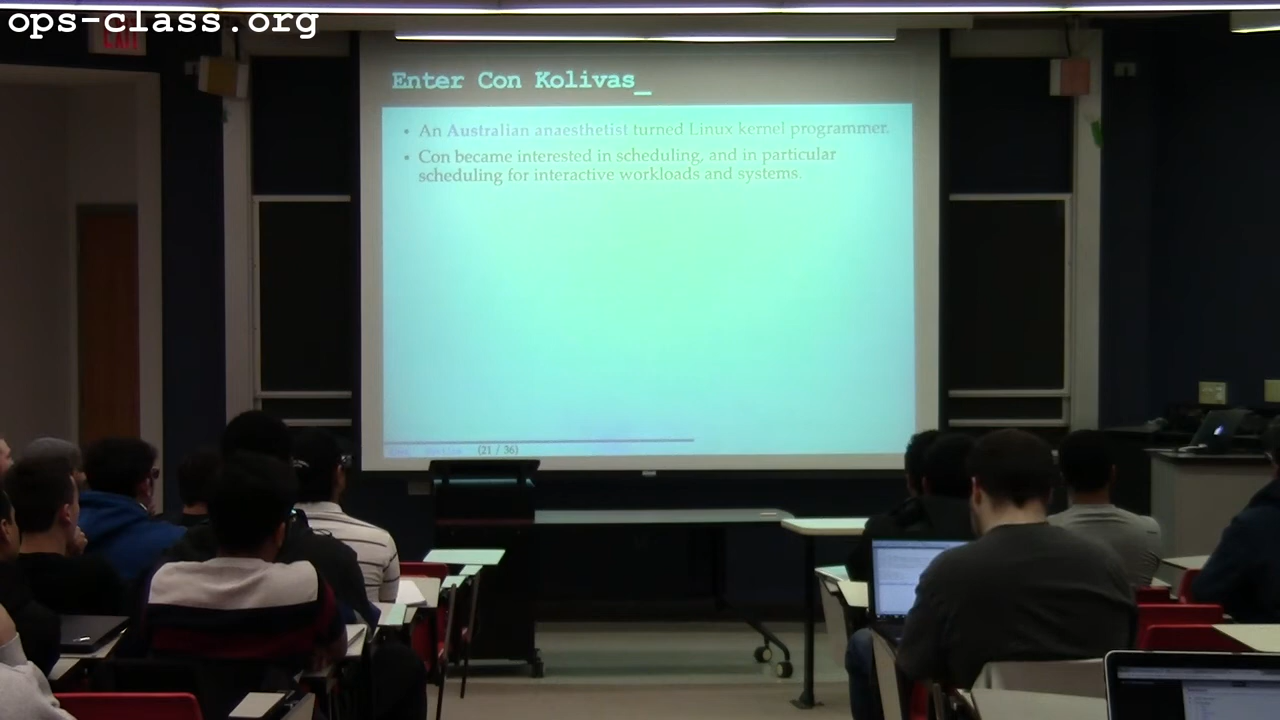 ops-class.org
EXIT
Enter Con Kolivas_
• An Australian anaesthetist turned Linux kernel programmer.
• Con became interested in scheduling, and in particular
scheduling for interactive workloads and systems.
(21 / 36)